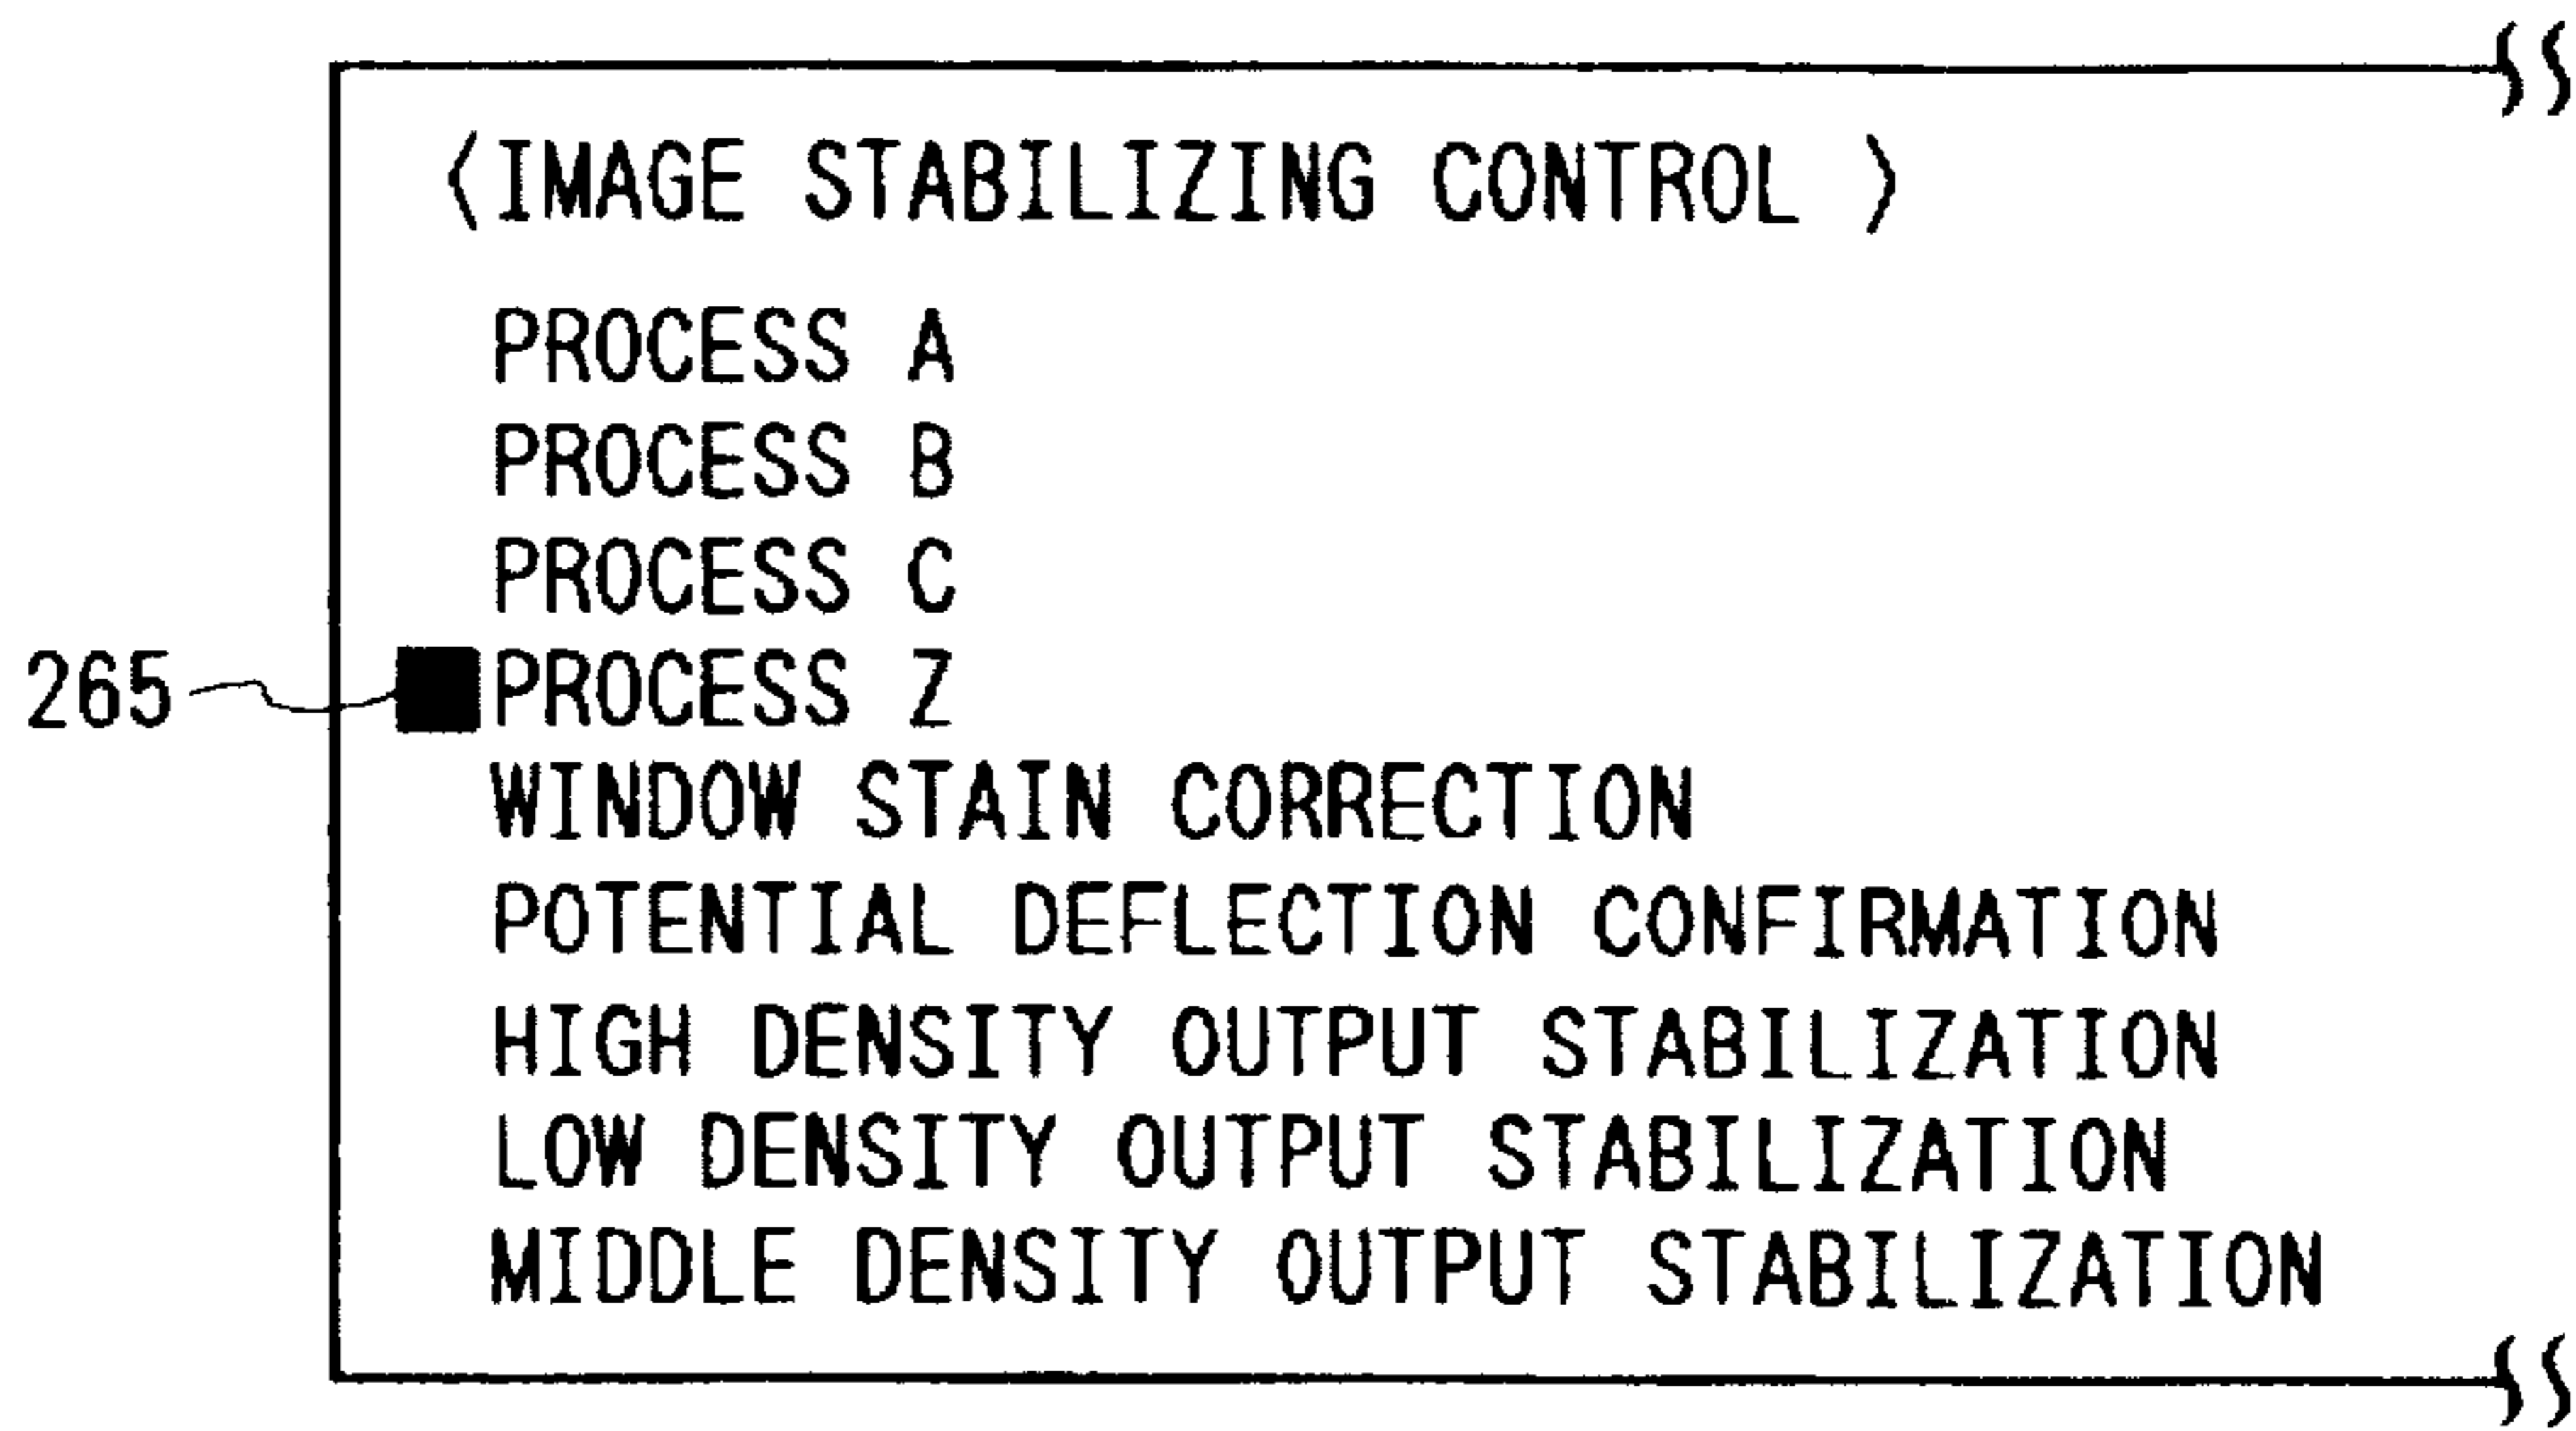 〈IMAGE STABILIZING CONTROL 〉
PROCESS A
PROCESS B
PROCESS C
265 ■PROCESS Z
WINDOW STAIN CORRECTION
POTENTIAL DEFLECTION CONFIRMATION
HIGH DENSITY OUTPUT STABILIZATION
LOW DENSITY OUTPUT STABILIZATION
MIDDLE DENSITY OUTPUT STABILIZATION